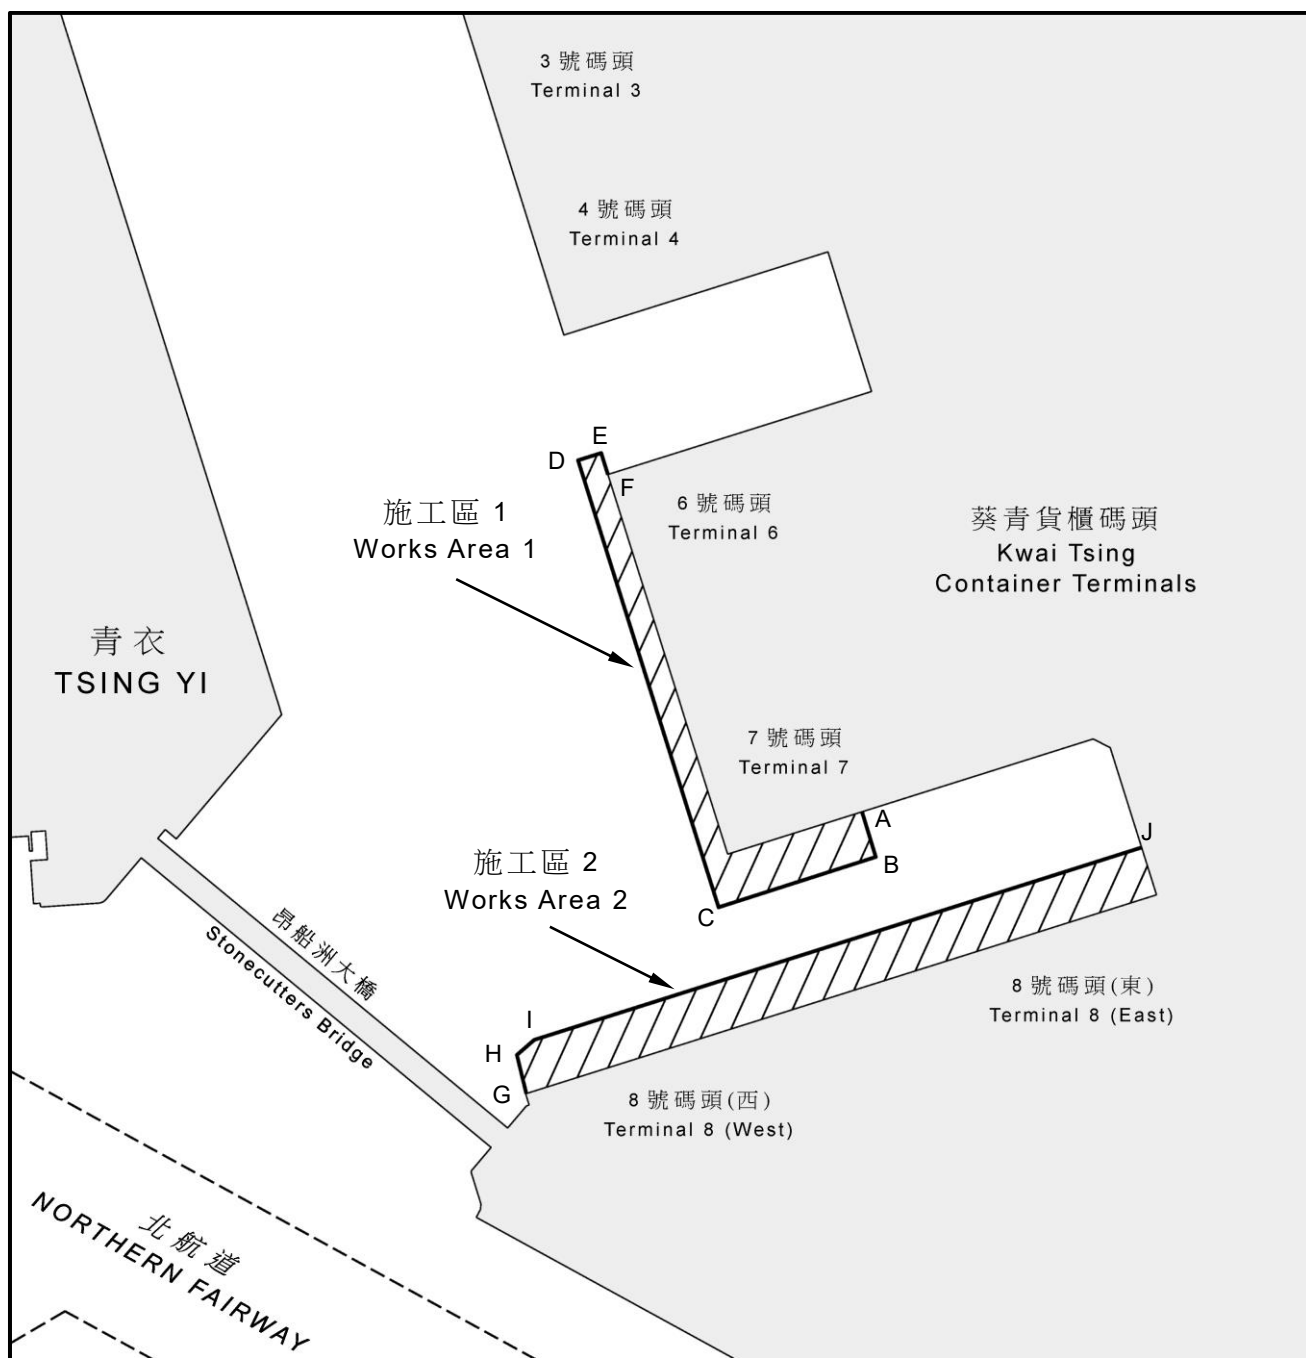 3 號碼頭
Terminal 3
4 號碼頭
Terminal 4
E
D
F
施工區 1
Works Area 1
6 號碼頭
Terminal 6
葵青貨櫃碼頭
Kwai Tsing
Container Terminals
青衣
TSING YI
7 號碼頭
Terminal 7
A
J
B
施工區 2
Works Area 2
C
昂船洲大橋
Stonecutters Bridge
8 號碼頭(東)
Terminal 8 (East)
I
H
G
8 號碼頭(西)
Terminal 8 (West)
北航道
NORTHERN FAIRWAY